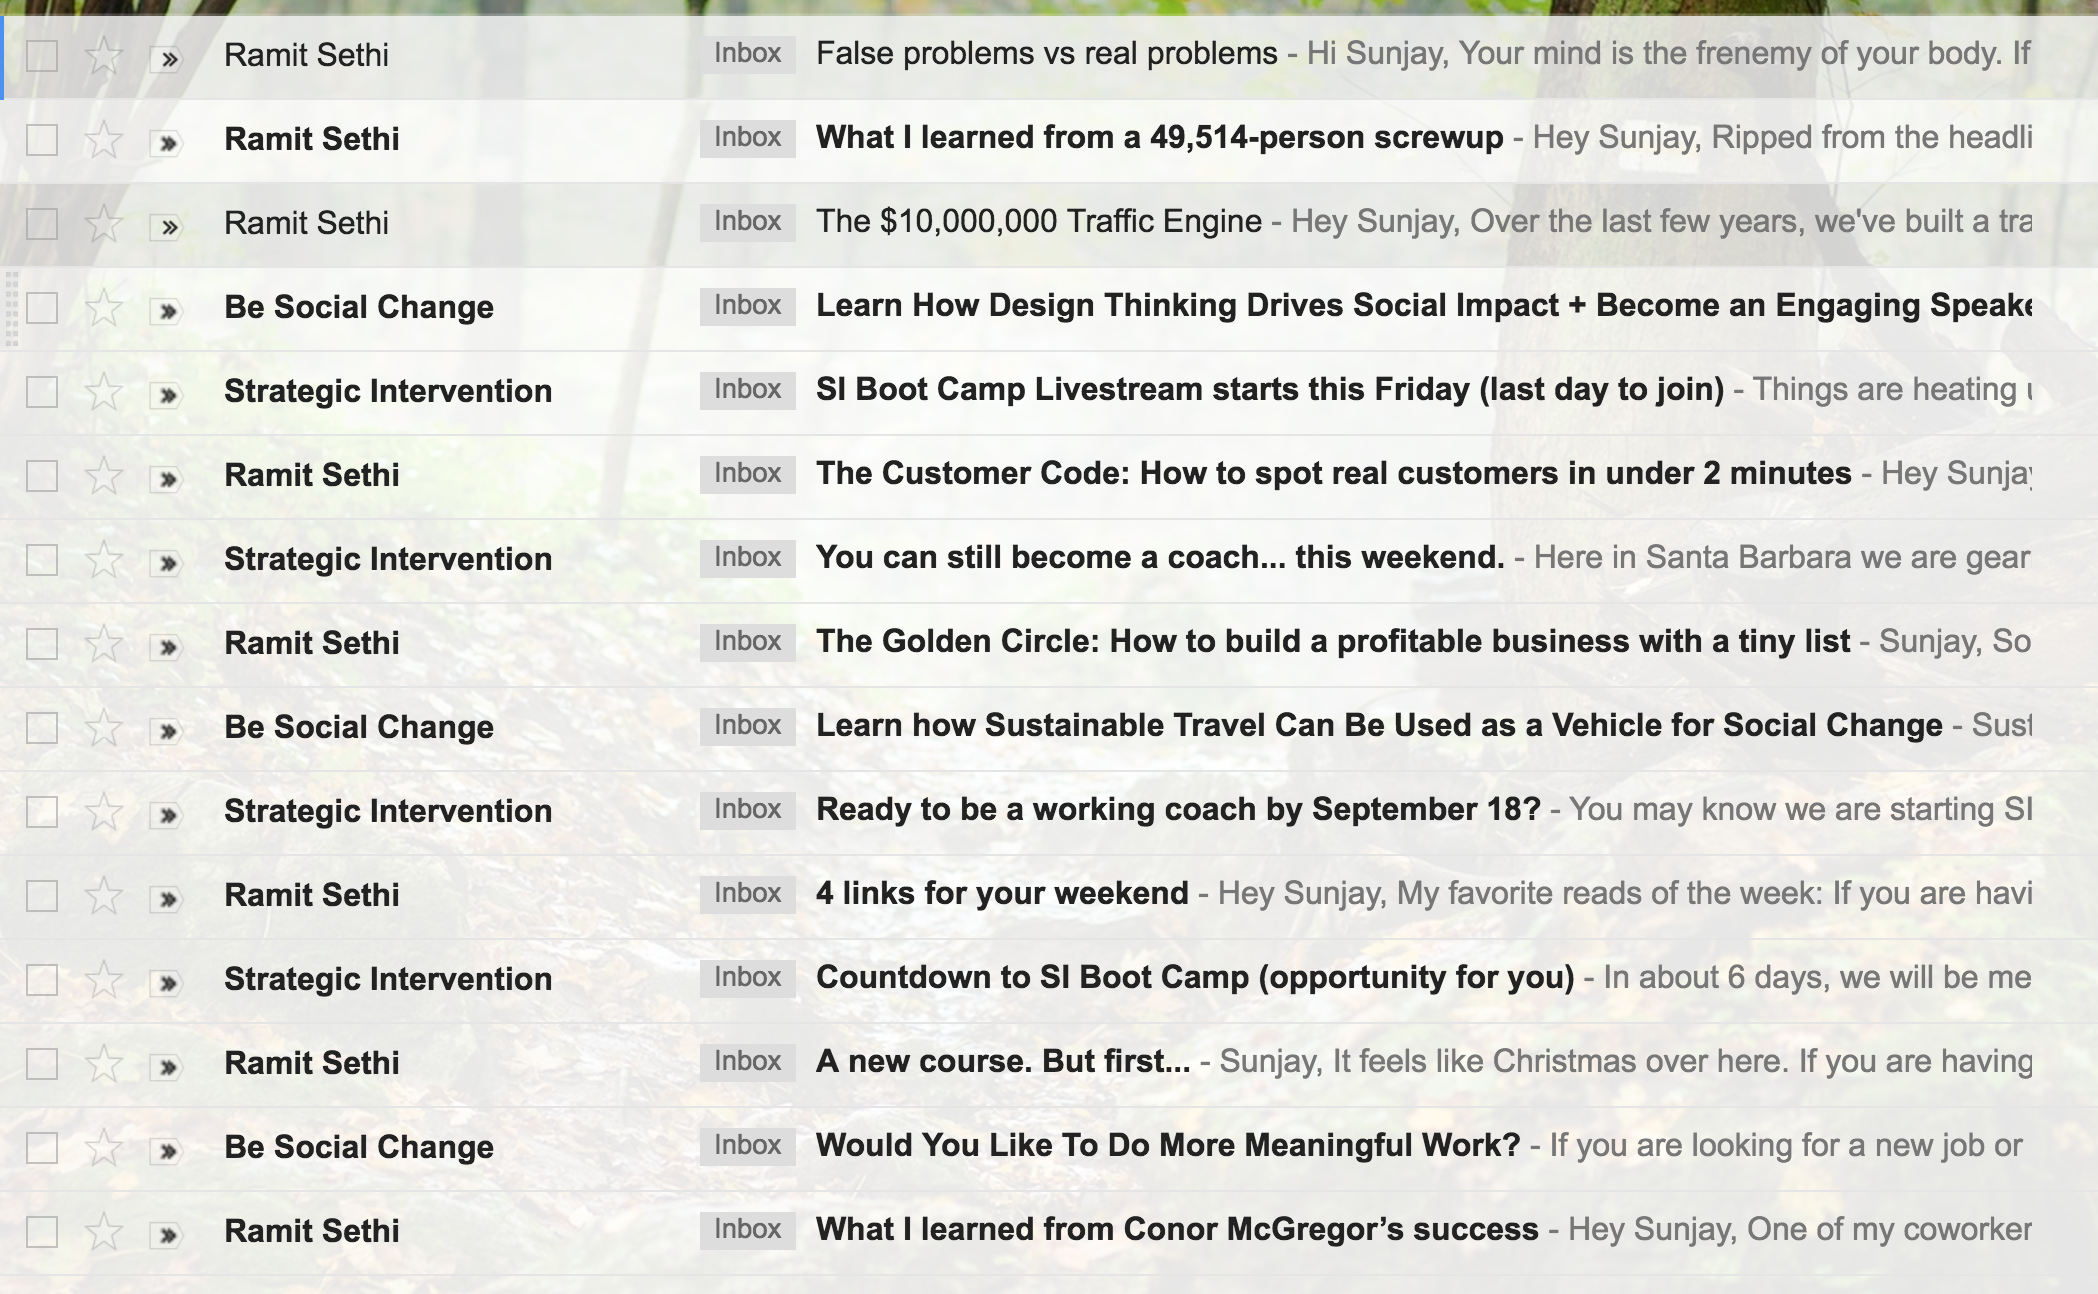 Ramit Sethi Inbox False problems vs real problems - Hi Sunjay, Your mind is the frenemy of your body. If
Ramit Sethi Inbox What I learned from a 49,514-person screwup - Hey Sunjay, Ripped from the headli
Ramit Sethi Inbox The $10,000,000 Traffic Engine - Hey Sunjay, Over the last few years, we've built a tra
Be Social Change Inbox Learn How Design Thinking Drives Social Impact + Become an Engaging Speake
Strategic Intervention Inbox SI Boot Camp Livestream starts this Friday (last day to join) - Things are heating u
Ramit Sethi Inbox The Customer Code: How to spot real customers in under 2 minutes - Hey Sunjay
Strategic Intervention Inbox You can still become a coach... this weekend. - Here in Santa Barbara we are gear
Ramit Sethi Inbox The Golden Circle: How to build a profitable business with a tiny list - Sunjay, So
Be Social Change Inbox Learn how Sustainable Travel Can Be Used as a Vehicle for Social Change - Sust
Strategic Intervention Inbox Ready to be a working coach by September 18? - You may know we are starting SI
Ramit Sethi Inbox 4 links for your weekend - Hey Sunjay, My favorite reads of the week: If you are havi
Strategic Intervention Inbox Countdown to SI Boot Camp (opportunity for you) - In about 6 days, we will be me
Ramit Sethi Inbox A new course. But first... - Sunjay, It feels like Christmas over here. If you are having
Be Social Change Inbox Would You Like To Do More Meaningful Work? - If you are looking for a new job or
Ramit Sethi Inbox What I learned from Conor McGregor’s success - Hey Sunjay, One of my coworker